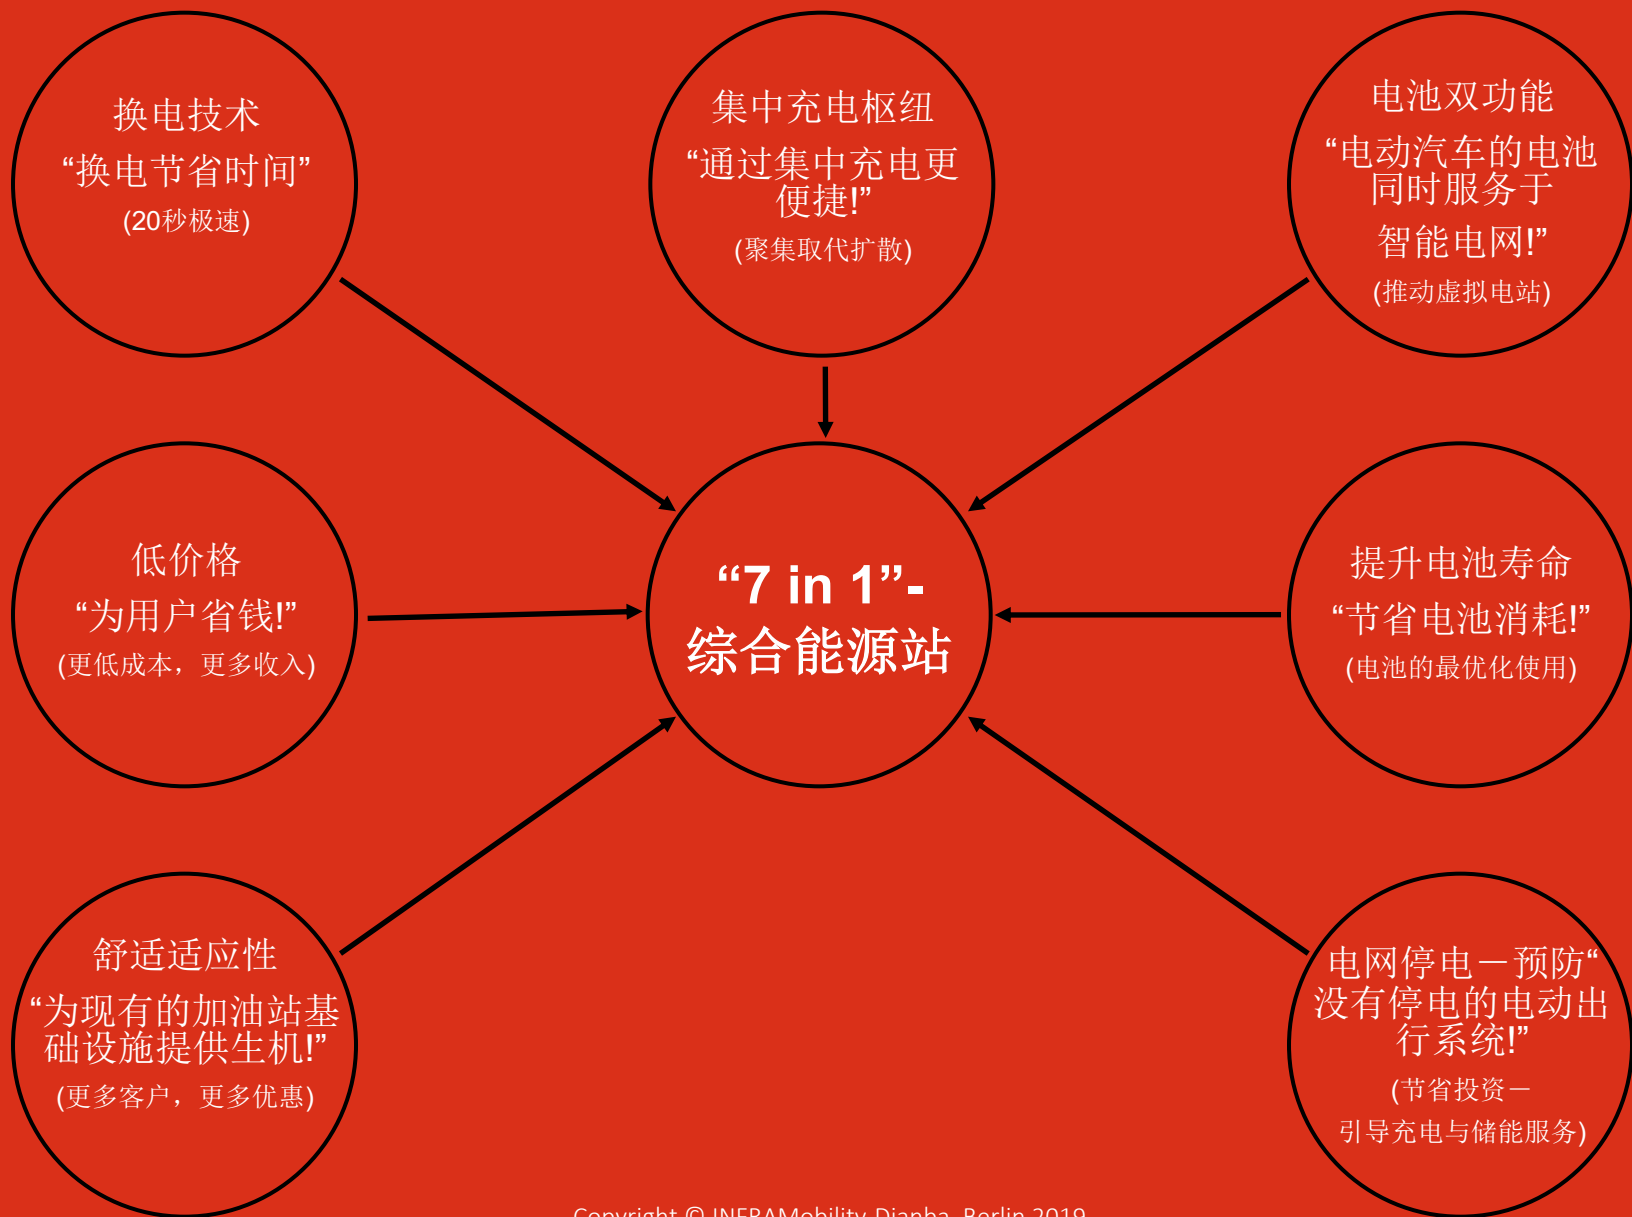 换电技术
“换电节省时间”
(20秒极速)
集中充电枢纽
“通过集中充电更
便捷!”
(聚集取代扩散)
电池双功能
“电动汽车的电池
同时服务于
智能电网!”
(推动虚拟电站)
低价格
“为用户省钱!”
(更低成本，更多收入)
“7 in 1”-
综合能源站
提升电池寿命
“节省电池消耗!”
(电池的最优化使用)
舒适适应性
“为现有的加油站基
础设施提供生机!”
(更多客户，更多优惠)
电网停电－预防“
没有停电的电动出
行系统!”
(节省投资－
引导充电与储能服务)
Copyright © INFRAMobility-Dianba, Berlin 2019